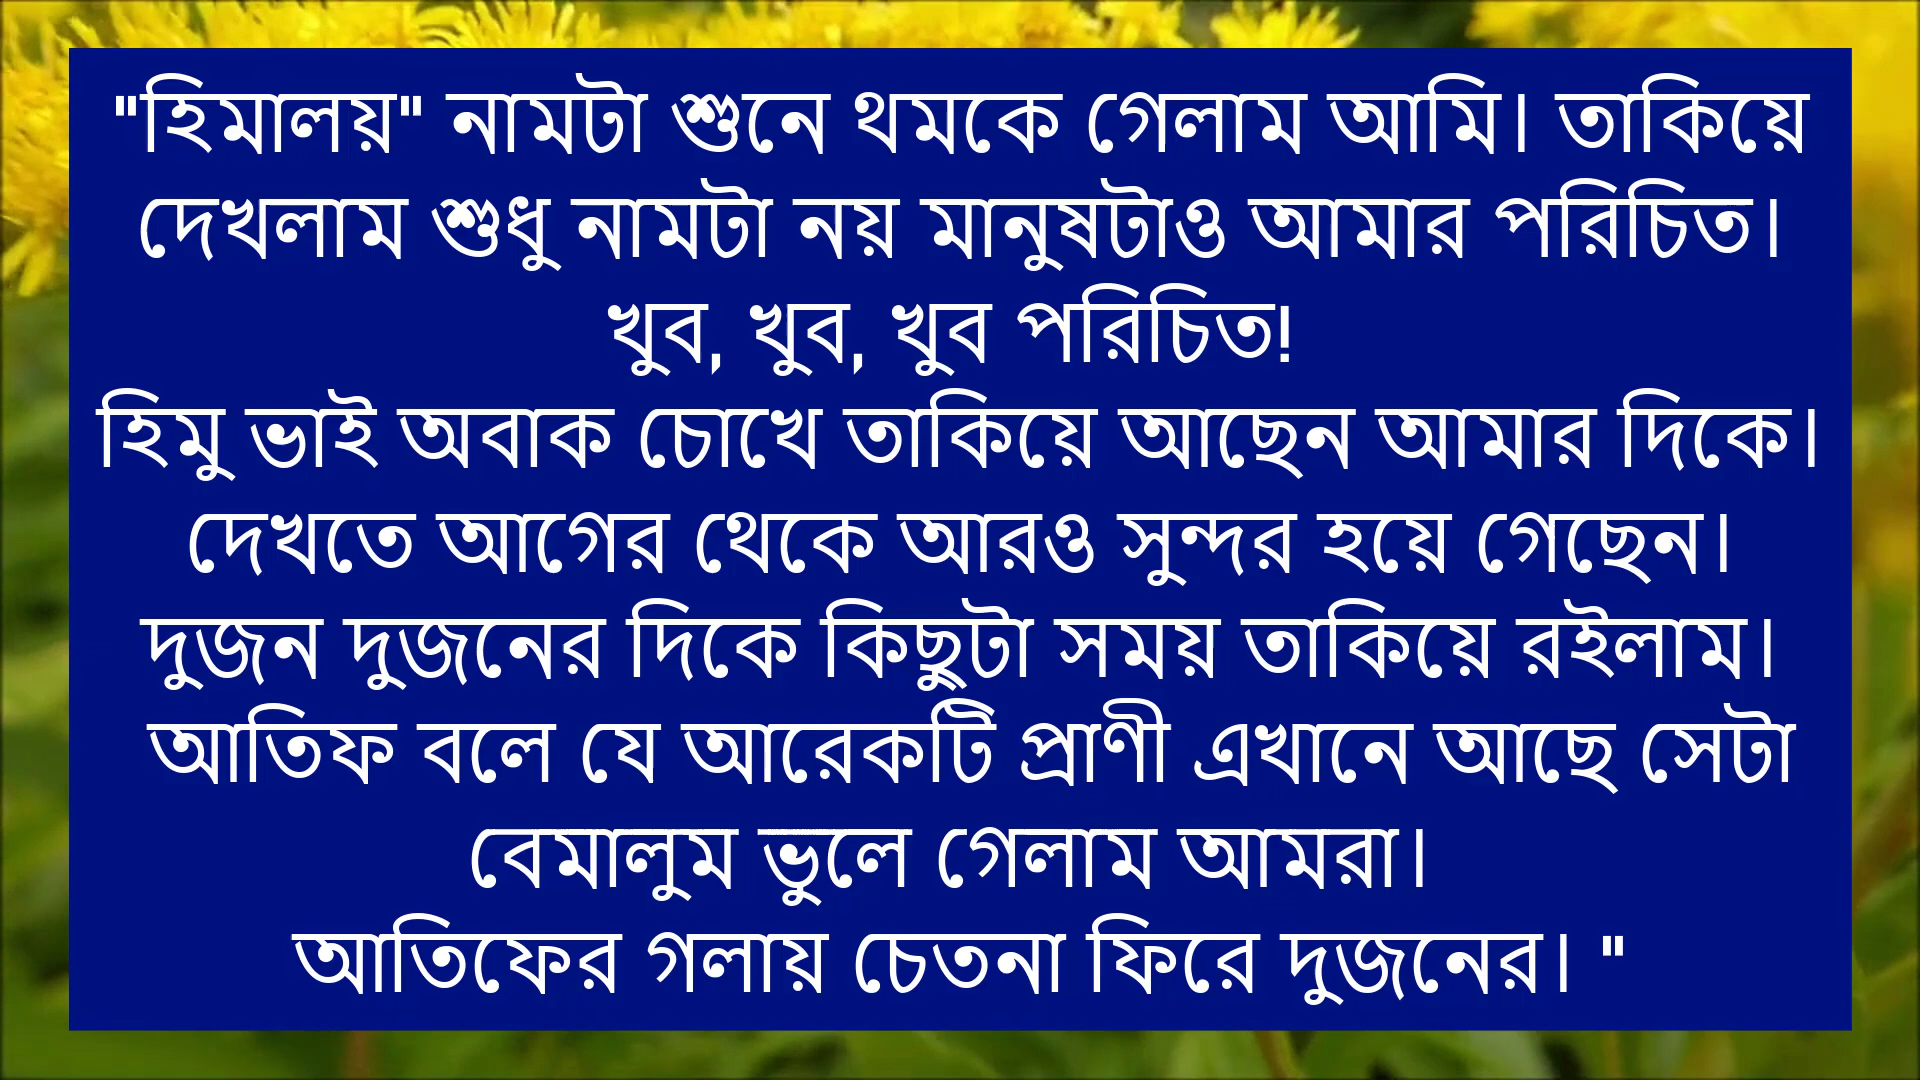 "হিমালয়" নামটা শুনে থমকে গেলাম আমি। তাকিয়ে
দেখলাম শুধু নামটা নয় মানুষটাও আমার পরিচিত।
খুব, খুব, খুব পরিচিত!
হিমু ভাই অবাক চোখে তাকিয়ে আছেন আমার দিকে।
দেখতে আগের থেকে আরও সুন্দর হয়ে গেছেন।
দুজন দুজনের দিকে কিছুটা সময় তাকিয়ে রইলাম।
আতিফ বলে যে আরেকটি প্রাণী এখানে আছে সেটা
বেমালুম ভুলে গেলাম আমরা।
আতিফের গলায় চেতনা ফিরে দুজনের। "